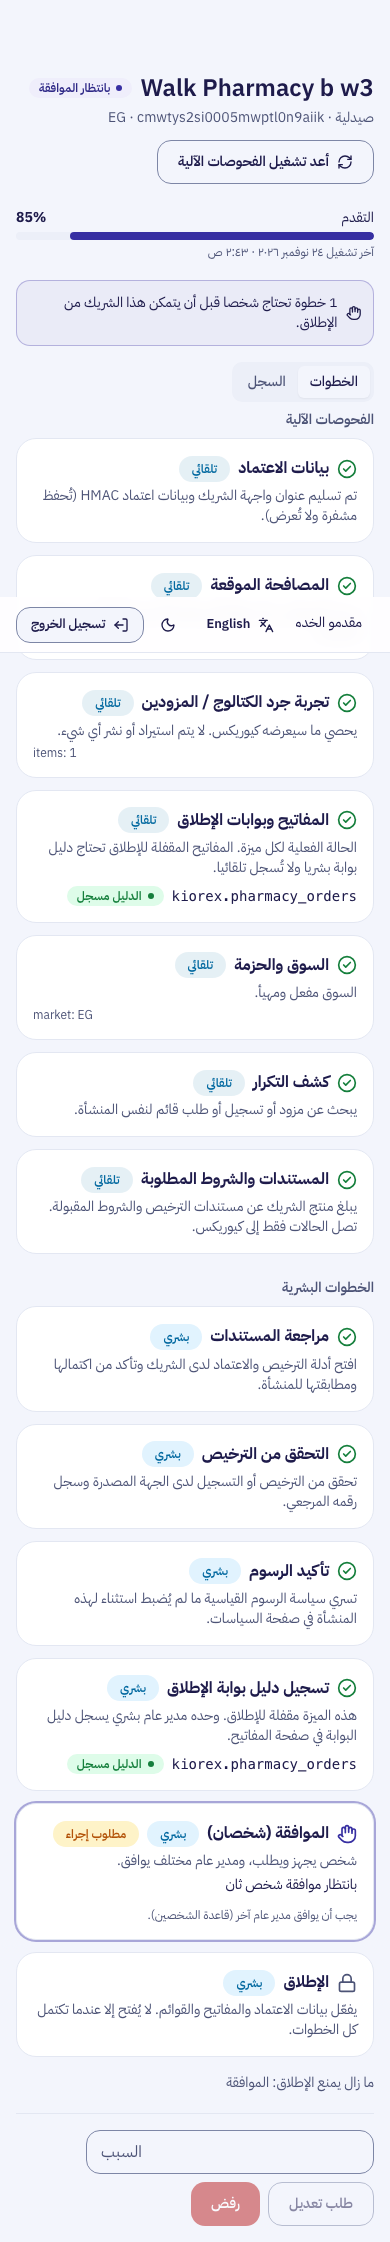 Walk Pharmacy b w3 بانتظار الموافقة
صيدلية · EG · cmwtys2si0005mwptl0n9aiik
أعد تشغيل الفحوصات الآلية
التقدم 85%
آخر تشغيل ٢٤ نوفمبر ٢٠٢٦ · ٢:٤٣ ص
1 خطوة تحتاج شخصا قبل أن يتمكن هذا الشريك من
الإطلاق.
الخطوات السجل
الفحوصات الآلية
بيانات الاعتماد تلقائي
تم تسليم عنوان واجهة الشريك وبيانات اعتماد HMAC (تُحفظ
مشفرة ولا تُعرض).
المصافحة الموقعة تلقائي
مقدمو الخدمة English تسجيل الخروج
تجربة جرد الكتالوج / المزودين تلقائي
يحصي ما سيعرضه كيوريكس. لا يتم استيراد أو نشر أي شيء.
items: 1
المفاتيح وبوابات الإطلاق تلقائي
الحالة الفعلية لكل ميزة. المفاتيح المقفلة للإطلاق تحتاج دليل
بوابة بشريا ولا تُسجل تلقائيا.
kiorex.pharmacy_orders الدليل مسجل
السوق والحزمة تلقائي
السوق مفعل ومهيأ.
market: EG
كشف التكرار تلقائي
يبحث عن مزود أو تسجيل أو طلب قائم لنفس المنشأة.
المستندات والشروط المطلوبة تلقائي
يبلغ منتج الشريك عن مستندات الترخيص والشروط المقبولة.
تصل الحالات فقط إلى كيوريكس.
الخطوات البشرية
مراجعة المستندات بشري
افتح أدلة الترخيص والاعتماد لدى الشريك وتأكد من اكتمالها
ومطابقتها للمنشأة.
التحقق من الترخيص بشري
تحقق من الترخيص أو التسجيل لدى الجهة المصدرة وسجل
رقمه المرجعي.
تأكيد الرسوم بشري
تسري سياسة الرسوم القياسية ما لم يُضبط استثناء لهذه
المنشأة في صفحة السياسات.
تسجيل دليل بوابة الإطلاق بشري
هذه الميزة مقفلة للإطلاق. وحده مدير عام بشري يسجل دليل
البوابة في صفحة المفاتيح.
kiorex.pharmacy_orders الدليل مسجل
الموافقة (شخصان) بشري مطلوب إجراء
شخص يجهز ويطلب، ومدير عام مختلف يوافق.
بانتظار موافقة شخص ثان
يجب أن يوافق مدير عام آخر (قاعدة الشخصين).
الإطلاق بشري
يفعّل بيانات الاعتماد والمفاتيح والقوائم. لا يُفتح إلا عندما تكتمل
كل الخطوات.
ما زال يمنع الإطلاق: الموافقة
السبب
طلب تعديل رفض